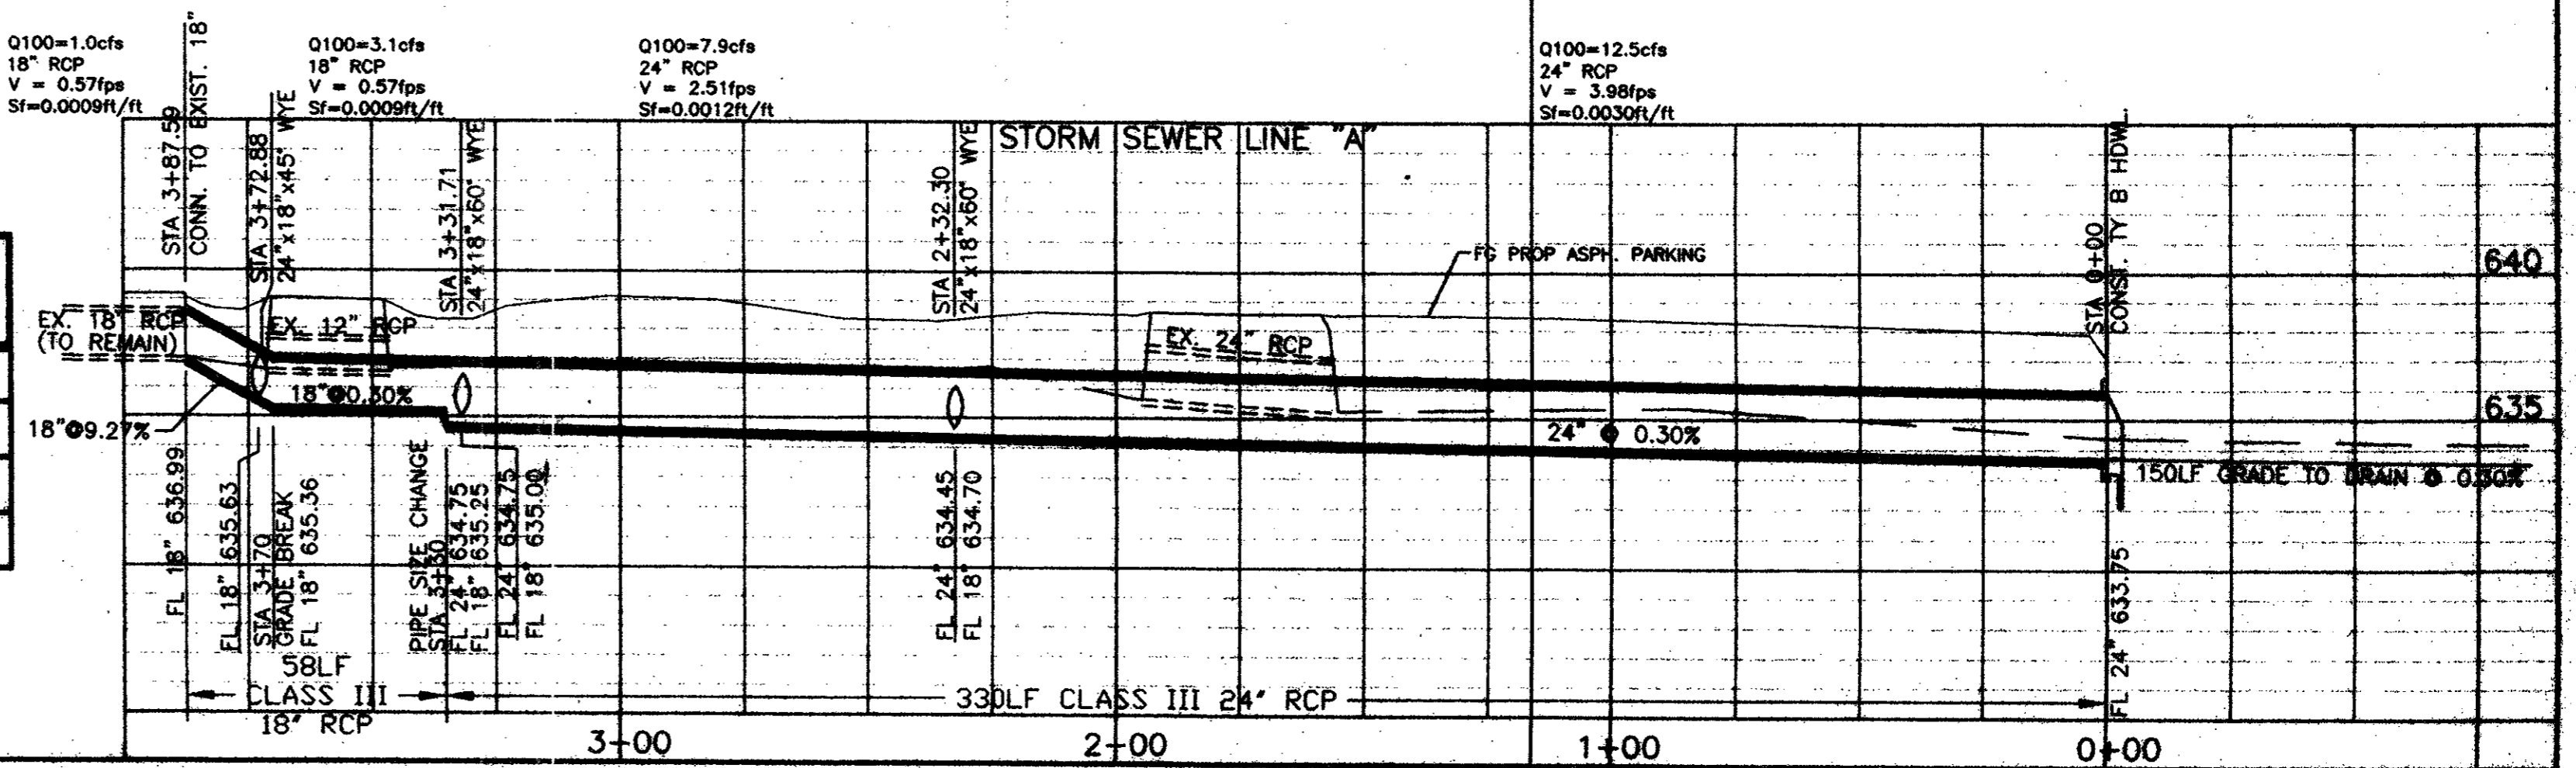 Q100=1.0cfs
18" RCP
V = 0.57fps
Sf=0.0009ft/ft
STA 3+87.59
CONN. TO EXIST. 18"
Q100=3.1cfs
18" RCP
V = 0.57fps
Sf=0.0009ft/ft
STA 3+72.88
24"x18"x45° WYE
Q100=7.9cfs
24" RCP
V = 2.51fps
Sf=0.0012ft/ft
STA 3+31.71
24"x18"x60° WYE
STA 2+32.30
24"x18"x60° WYE
Q100=12.5cfs
24" RCP
V = 3.98fps
Sf=0.0030ft/ft
STORM SEWER LINE "A"
STA 0+00
CONST. TY B HDWL.
FG PROP ASPH. PARKING
640
EX. 18" RCP
(TO REMAIN)
EX. 12" RCP
EX. 24" RCP
18"@0.30%
18"@9.27%
635
24" @ 0.30%
150LF GRADE TO DRAIN @ 0.30%
FL 18" 636.99
FL 18" 635.63
STA 3+70
GRADE BREAK
FL 18" 635.36
PIPE SIZE CHANGE
STA 3+30
FL 24" 634.75
FL 18" 635.25
FL 24" 634.75
FL 18" 635.00
FL 24" 634.45
FL 18" 634.70
FL 24" 633.75
58LF
CLASS III
18" RCP
330LF CLASS III 24" RCP
3+00
2+00
1+00
0+00